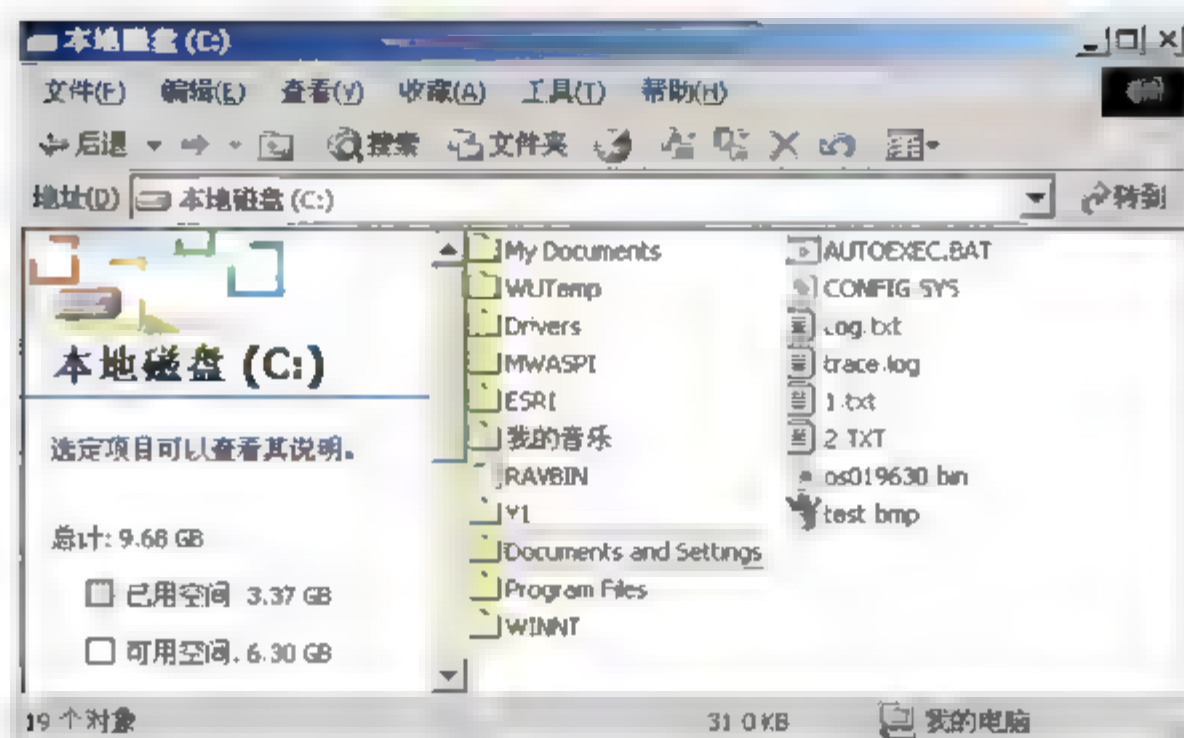 本地磁盘 (C:)
文件(F) 编辑(E) 查看(V) 收藏(A) 工具(T) 帮助(H)
后退 搜索 文件夹
地址(D) 本地磁盘 (C:) 转到
本地磁盘 (C:)
选定项目可以查看其说明。
总计: 9.68 GB
已用空间: 3.37 GB
可用空间: 6.30 GB
My Documents
WUTemp
Drivers
MWASPI
ESRI
我的音乐
RAVBIN
Y1
Documents and Settings
Program Files
WINNT
AUTOEXEC.BAT
CONFIG.SYS
Log.txt
trace.log
1.txt
2.TXT
os019630.bin
test.bmp
19 个对象 31.0 KB 我的电脑